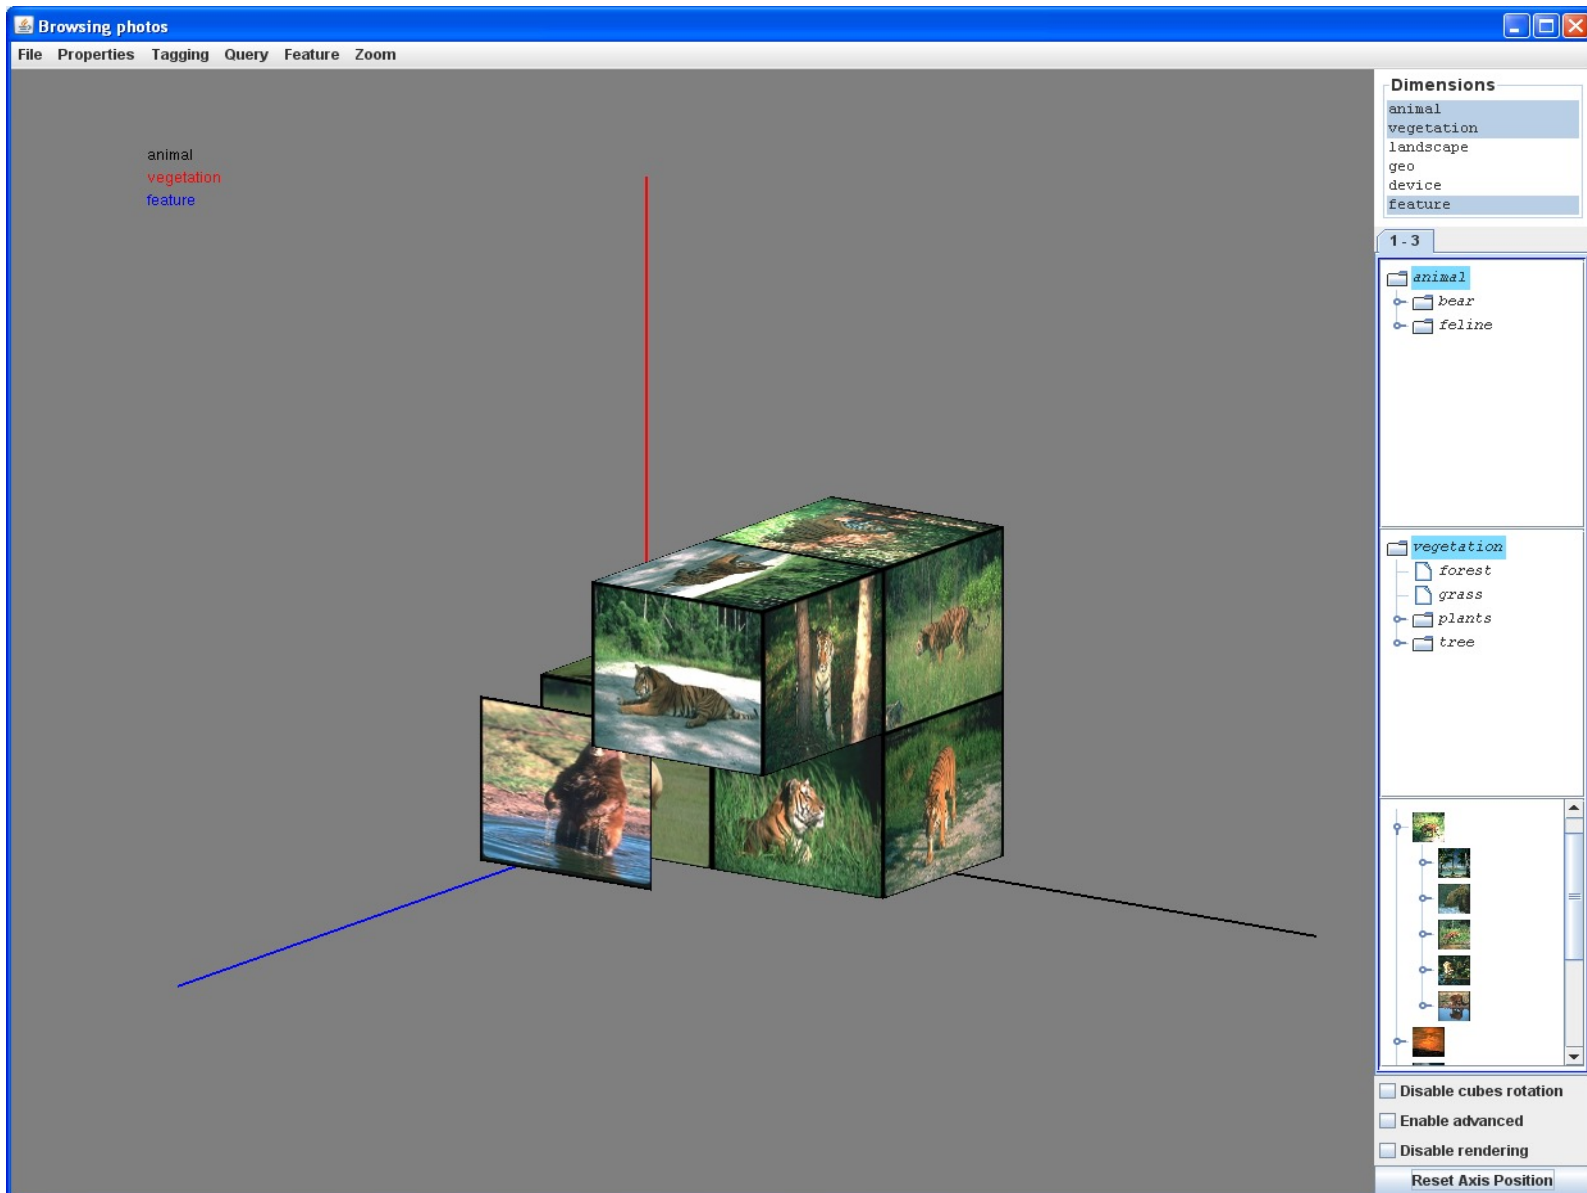 Browsing photos
File Properties Tagging Query Feature Zoom
animal
vegetation
feature
Dimensions
animal
vegetation
landscape
geo
device
feature
1 - 3
animal
bear
feline
vegetation
forest
grass
plants
tree
Disable cubes rotation
Enable advanced
Disable rendering
Reset Axis Position